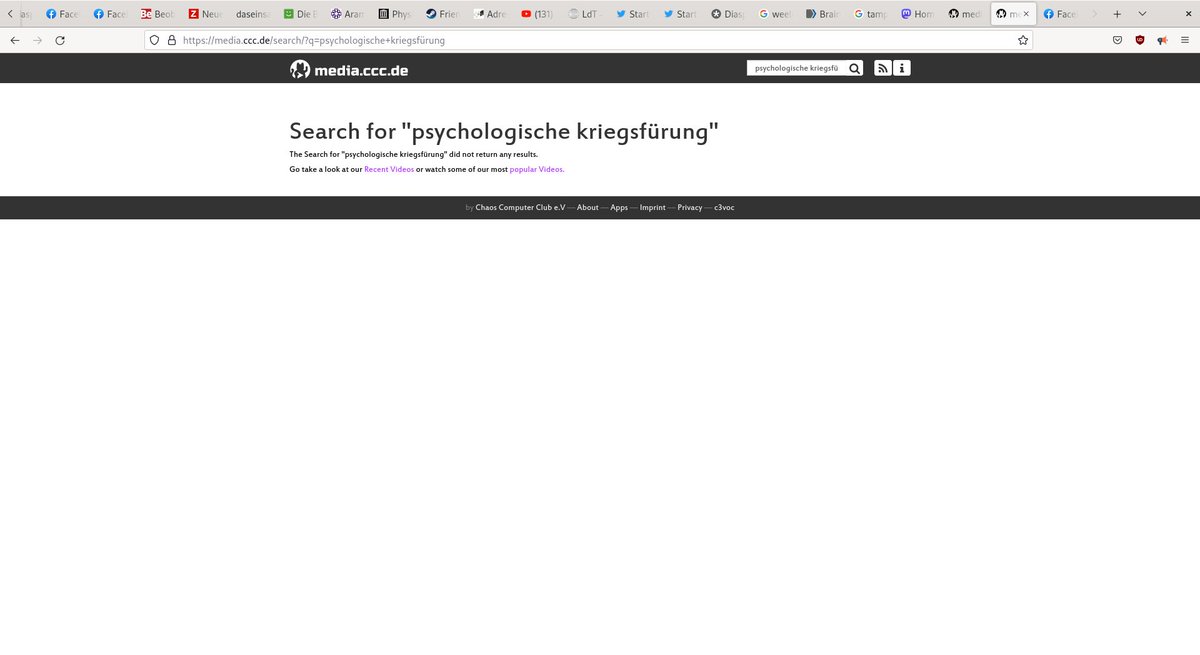 Face Face Beob Neue daseinsa Die E Aran Phys Frien Adre (131) LdT - Start Start Dias week Brain tamp Hom medi me Face
https://media.ccc.de/search/?q=psychologische+kriegsfürung
media.ccc.de psychologische kriegsfü
Search for "psychologische kriegsfürung"
The Search for "psychologische kriegsfürung" did not return any results.
Go take a look at our Recent Videos or watch some of our most popular Videos.
by Chaos Computer Club e.V — About — Apps — Imprint — Privacy — c3voc